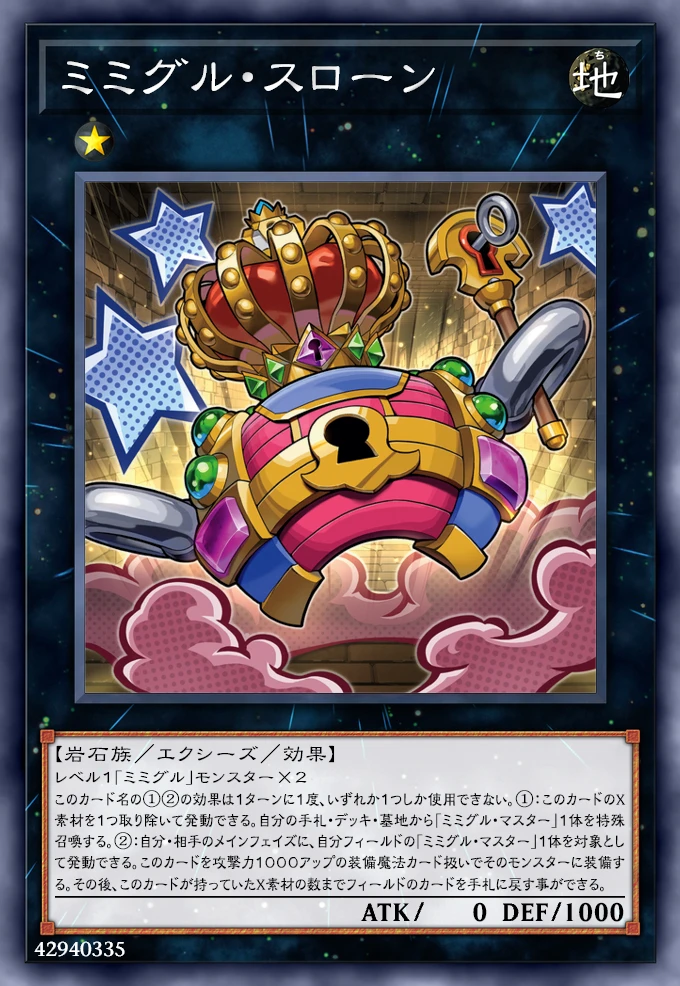 ミミグル・スローン
ち
地
【岩石族／エクシーズ／効果】
レベル1「ミミグル」モンスター×2
このカード名の①②の効果は1ターンに1度、いずれか1つしか使用できない。①：このカードのX
素材を1つ取り除いて発動できる。自分の手札・デッキ・墓地から「ミミグル・マスター」1体を特殊
召喚する。②：自分・相手のメインフェイズに、自分フィールドの「ミミグル・マスター」1体を対象とし
て発動できる。このカードを攻撃力1000アップの装備魔法カード扱いでそのモンスターに装備す
る。その後、このカードが持っていたX素材の数までフィールドのカードを手札に戻す事ができる。
ATK/ 0 DEF/1000
42940335